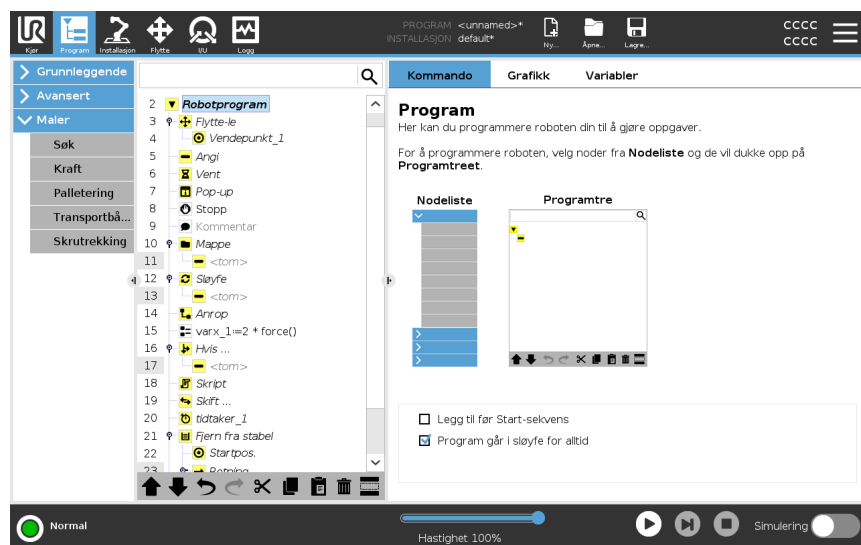 UR
Kjør
Program
Installasjon
Flytte
I/U
Logg
PROGRAM <unnamed>*
INSTALLASJON default*
Ny...
Åpne...
Lagre...
CCCC
CCCC
Grunnleggende
Avansert
Maler
Søk
Kraft
Palletering
Transportbå...
Skrutrekking
2 Robotprogram
3 Flytte-le
4 Vendepunkt_1
5 Angi
6 Vent
7 Pop-up
8 Stopp
9 Kommentar
10 Mappe
11 <tom>
12 Sløyfe
13 <tom>
14 Anrop
15 varx_1≔2 * force()
16 Hvis ...
17 <tom>
18 Skript
19 Skift ...
20 tidtaker_1
21 Fjern fra stabel
22 Startpos.
23 Retning
Kommando
Grafikk
Variabler
Program
Her kan du programmere roboten din til å gjøre oppgaver.
For å programmere roboten, velg noder fra Nodeliste og de vil dukke opp på
Programtreet.
Nodeliste
Programtre
Legg til før Start-sekvens
Program går i sløyfe for alltid
Normal
Hastighet 100%
Simulering